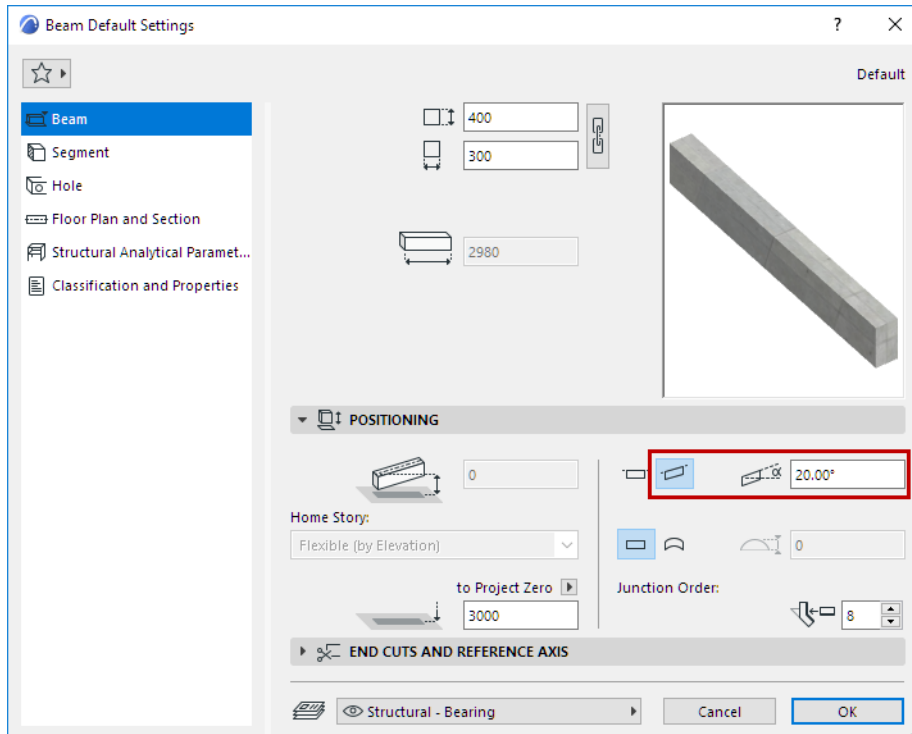 Beam Default Settings
?
Default
Beam
Segment
Hole
Floor Plan and Section
Structural Analytical Paramet...
Classification and Properties
400
300
2980
POSITIONING
0
α
20.00°
Home Story:
Flexible (by Elevation)
0
to Project Zero
Junction Order:
3000
8
END CUTS AND REFERENCE AXIS
Structural - Bearing
Cancel
OK